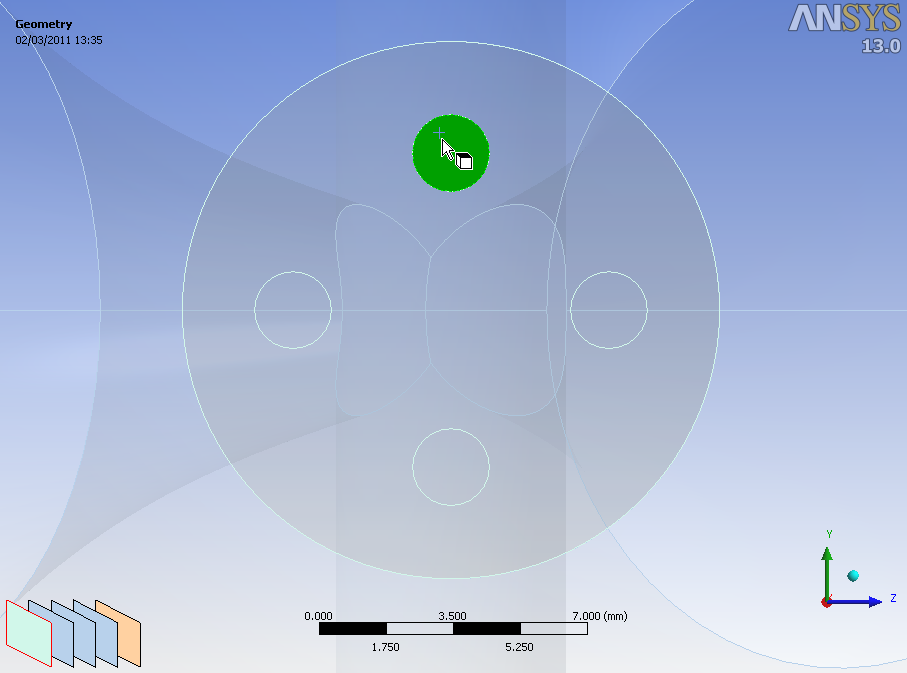 Geometry
02/03/2011 13:35
ANSYS
13.0
Y
Z
0.000 3.500 7.000 (mm)
1.750 5.250